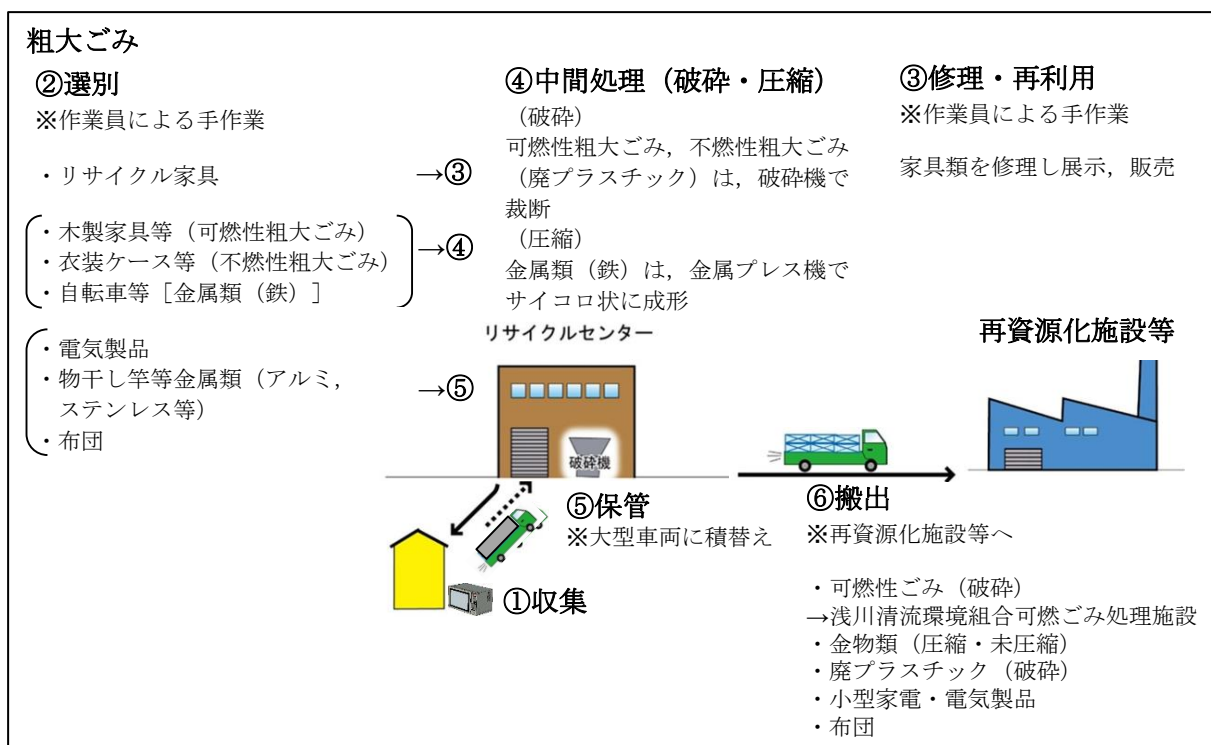 粗大ごみ
②選別
※作業員による手作業
・リサイクル家具 →③
・木製家具等（可燃性粗大ごみ）
・衣装ケース等（不燃性粗大ごみ）
・自転車等［金属類（鉄）］
→④
・電気製品
・物干し竿等金属類（アルミ，
ステンレス等）
・布団
→⑤
④中間処理（破砕・圧縮）
（破砕）
可燃性粗大ごみ，不燃性粗大ごみ
（廃プラスチック）は，破砕機で
裁断
（圧縮）
金属類（鉄）は，金属プレス機で
サイコロ状に成形
③修理・再利用
※作業員による手作業
家具類を修理し展示，販売
リサイクルセンター
破砕機
再資源化施設等
①収集
⑤保管
※大型車両に積替え
⑥搬出
※再資源化施設等へ
・可燃性ごみ（破砕）
→浅川清流環境組合可燃ごみ処理施設
・金物類（圧縮・未圧縮）
・廃プラスチック（破砕）
・小型家電・電気製品
・布団